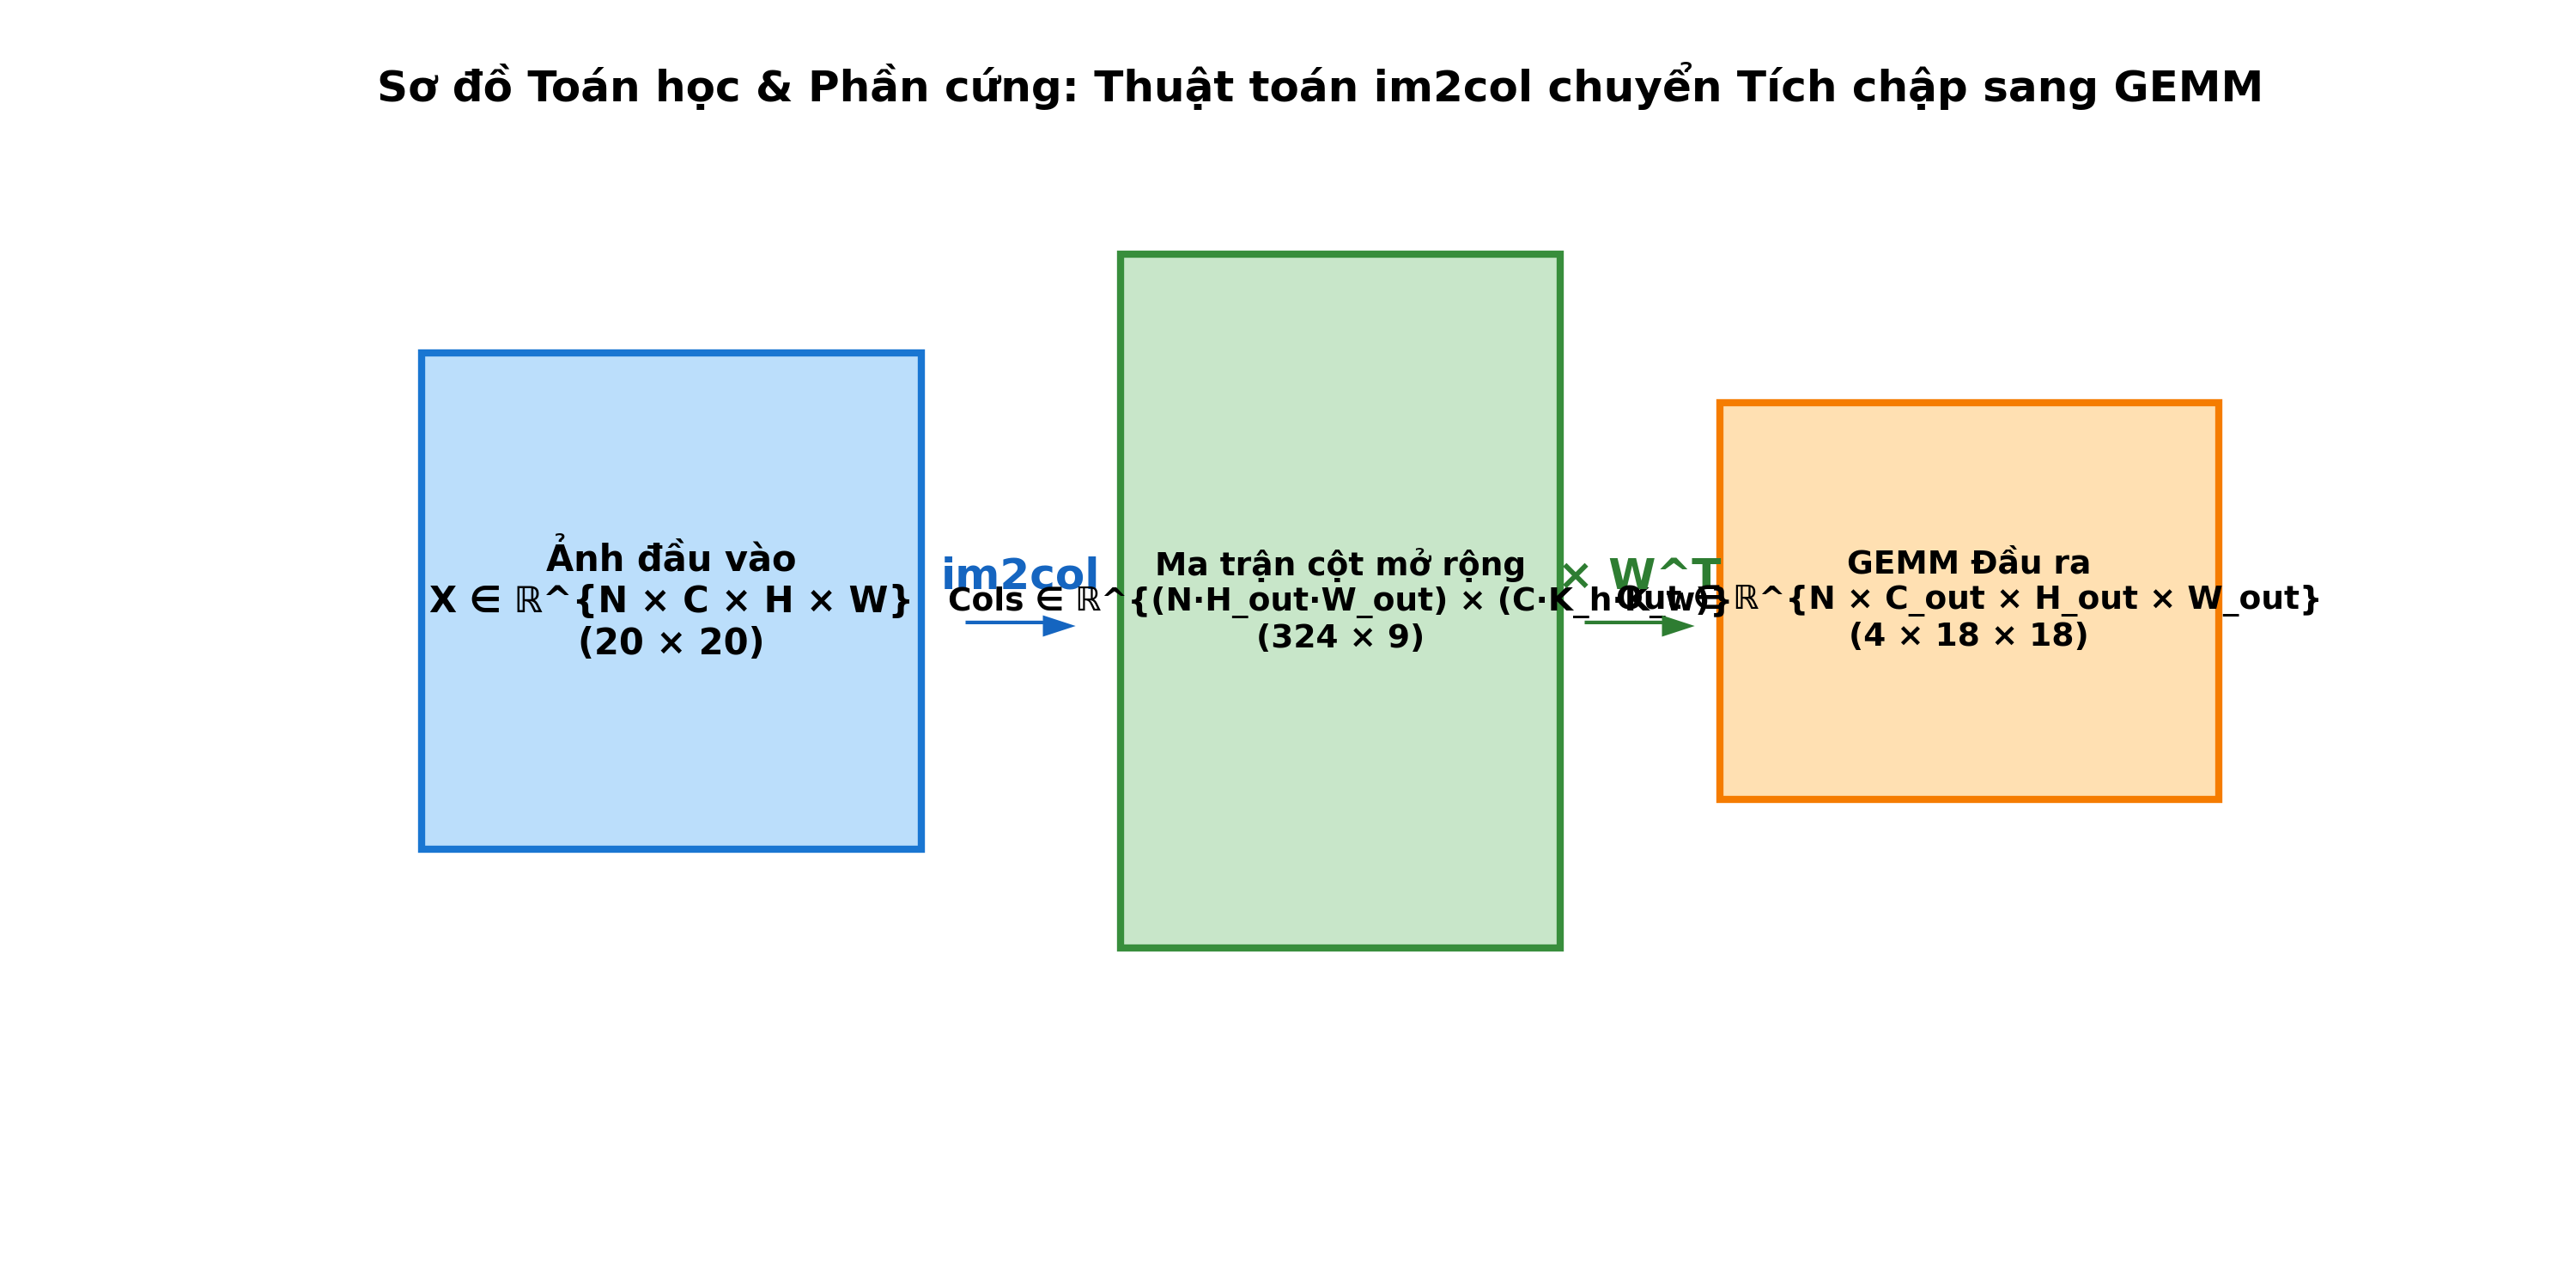 Sơ đồ Toán học & Phần cứng: Thuật toán im2col chuyển Tích chập sang GEMM
Ảnh đầu vào
X ∈ ℝ^{N × C × H × W}
(20 × 20)
im2col
Ma trận cột mở rộng
Cols ∈ ℝ^{(N·H_out·W_out) × (C·K_h·K_w)}
(324 × 9)
× W^T
GEMM Đầu ra
Out ∈ ℝ^{N × C_out × H_out × W_out}
(4 × 18 × 18)